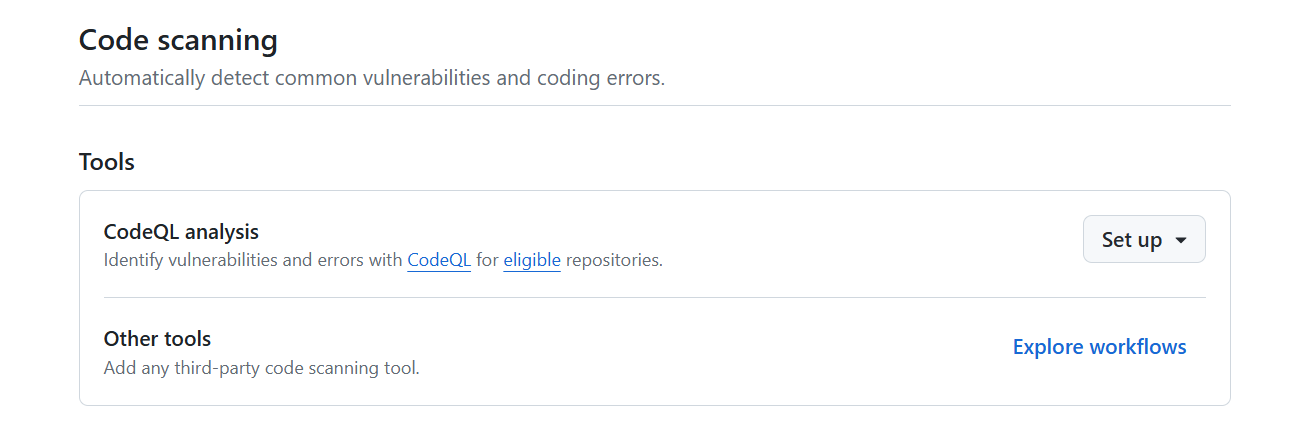 Code scanning
Automatically detect common vulnerabilities and coding errors.
Tools
CodeQL analysis
Identify vulnerabilities and errors with CodeQL for eligible repositories.
Set up
Other tools
Add any third-party code scanning tool.
Explore workflows